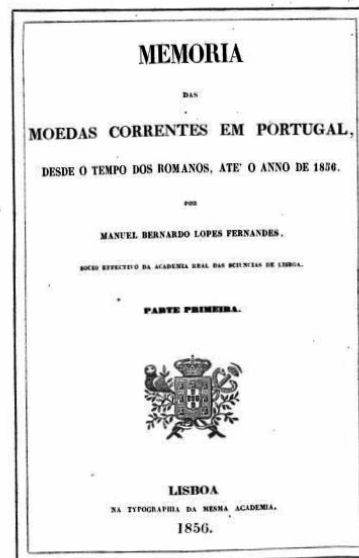 MEMORIA
DAS
MOEDAS CORRENTES EM PORTUGAL,
DESDE O TEMPO DOS ROMANOS, ATE' O ANNO DE 1856.
POR
MANUEL BERNARDO LOPES FERNANDES,
SOCIO EFFECTIVO DA ACADEMIA REAL DAS SCIENCIAS DE LISBOA.
PARTE PRIMEIRA.
LISBOA
NA TYPOGRAPHIA DA MESMA ACADEMIA.
1856.